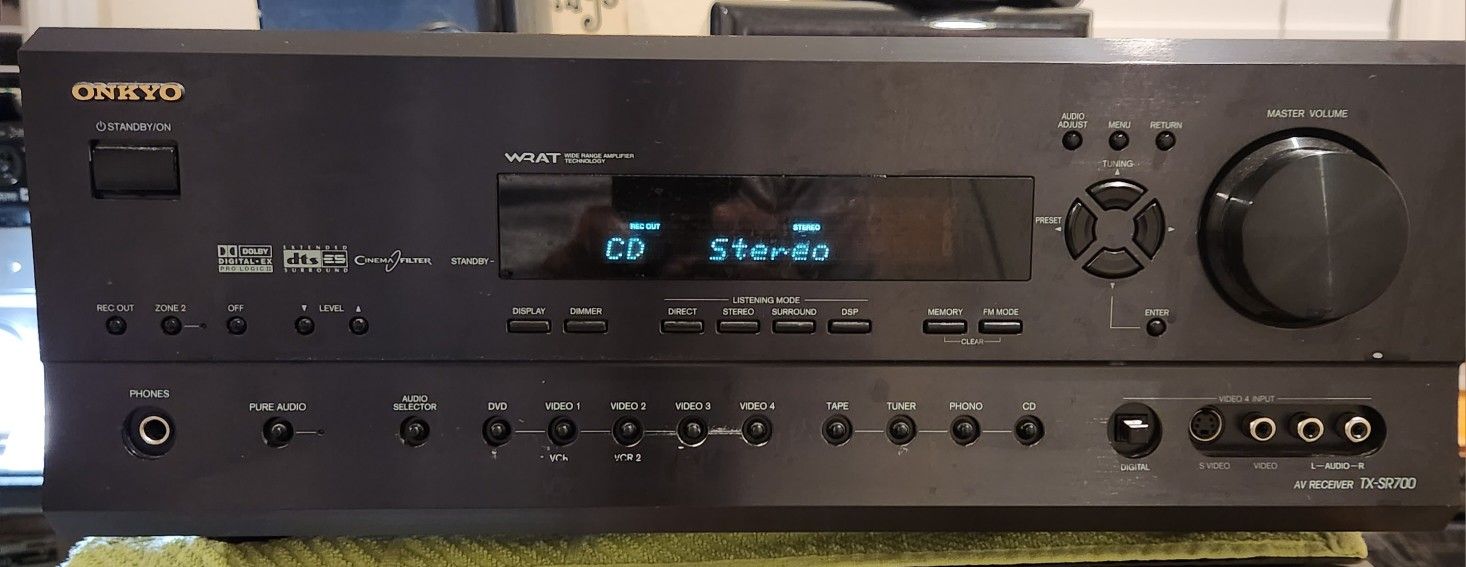 ONKYO
STANDBY/ON
WRAT WIDE RANGE AMPLIFIER
TECHNOLOGY
AUDIO
ADJUST
MENU
RETURN
MASTER VOLUME
TUNING
PRESET
REC OUT STEREO
CD Stereo
STANDBY
DOLBY
DIGITAL·EX
PRO LOGIC II
EXTENDED
dts ES
SURROUND
CINEMA FILTER
REC OUT
ZONE 2
OFF
LEVEL
DISPLAY
DIMMER
LISTENING MODE
DIRECT
STEREO
SURROUND
DSP
MEMORY
FM MODE
CLEAR
ENTER
PHONES
PURE AUDIO
AUDIO
SELECTOR
DVD
VIDEO 1
VIDEO 2
VIDEO 3
VIDEO 4
TAPE
TUNER
PHONO
CD
VCR 2
VIDEO 4 INPUT
DIGITAL
S VIDEO
VIDEO
L—AUDIO—R
AV RECEIVER TX-SR700